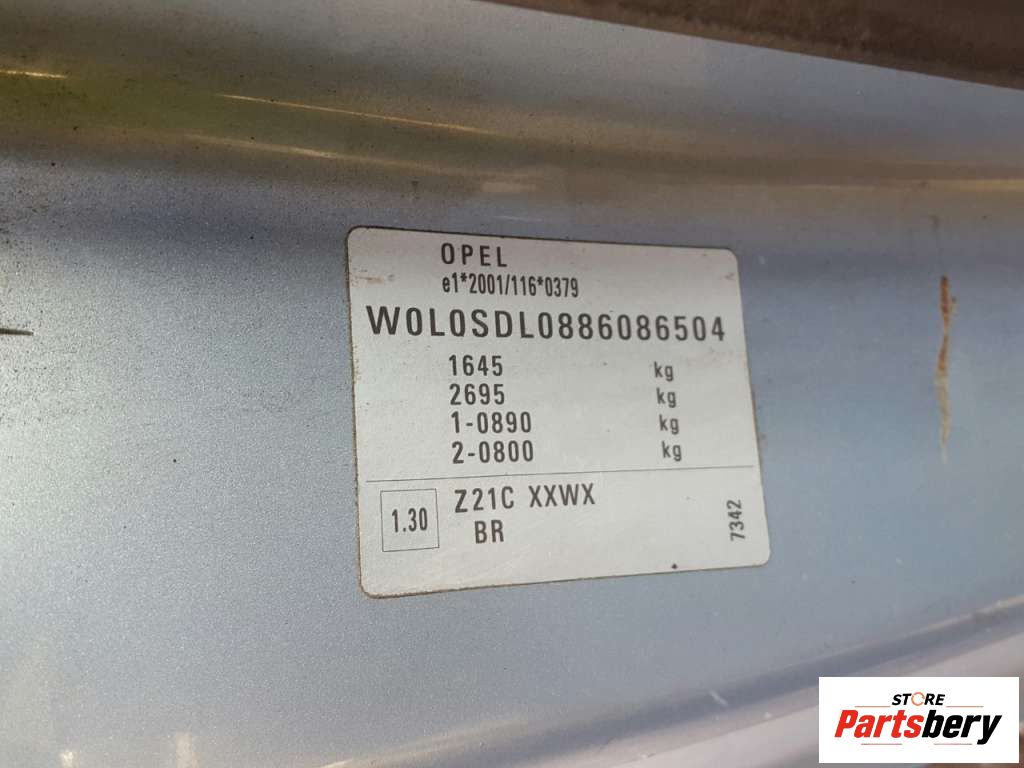 OPEL
e1*2001/116*0379
W0L0SDL0886086504
1645 kg
2695 kg
1-0890 kg
2-0800 kg
1.30
Z21C XXWX
BR
7342
STORE
Partsbery